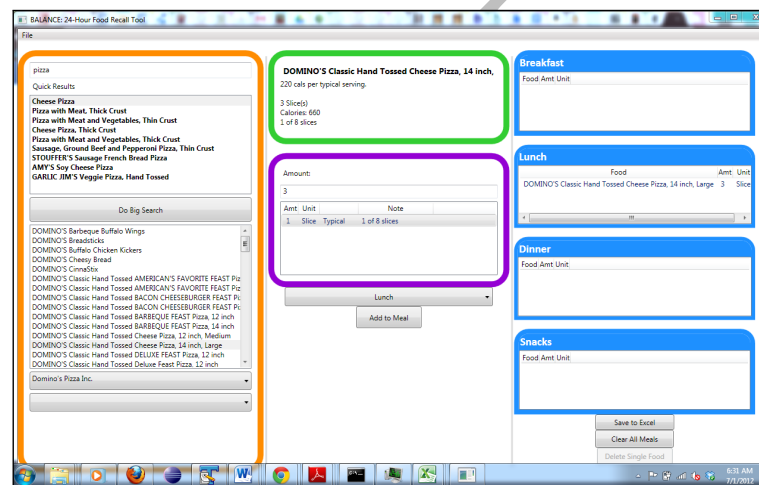 BALANCE: 24-Hour Food Recall Tool
File
pizza
Quick Results
Cheese Pizza
Pizza with Meat, Thick Crust
Pizza with Meat and Vegetables, Thin Crust
Cheese Pizza, Thick Crust
Pizza with Meat and Vegetables, Thick Crust
Sausage, Ground Beef and Pepperoni Pizza, Thin Crust
STOUFFER'S Sausage French Bread Pizza
AMY'S Soy Cheese Pizza
GARLIC JIM'S Veggie Pizza, Hand Tossed
Do Big Search
DOMINO'S Barbeque Buffalo Wings
DOMINO'S Breadsticks
DOMINO'S Buffalo Chicken Kickers
DOMINO'S Cheesy Bread
DOMINO'S CinnaStix
DOMINO'S Classic Hand Tossed AMERICAN'S FAVORITE FEAST Piz
DOMINO'S Classic Hand Tossed AMERICAN'S FAVORITE FEAST Piz
DOMINO'S Classic Hand Tossed BACON CHEESEBURGER FEAST Pi
DOMINO'S Classic Hand Tossed BACON CHEESEBURGER FEAST Pi
DOMINO'S Classic Hand Tossed BARBEQUE FEAST Pizza, 12 inch
DOMINO'S Classic Hand Tossed BARBEQUE FEAST Pizza, 14 inch
DOMINO'S Classic Hand Tossed Cheese Pizza, 12 inch, Medium
DOMINO'S Classic Hand Tossed Cheese Pizza, 14 inch, Large
DOMINO'S Classic Hand Tossed DELUXE FEAST Pizza, 12 inch
DOMINO'S Classic Hand Tossed Deluxe Feast Pizza, 12 inch
Domino's Pizza Inc.
DOMINO'S Classic Hand Tossed Cheese Pizza, 14 inch,
220 cals per typical serving.
3 Slice(s)
Calories: 660
1 of 8 slices
Amount:
3
Amt Unit Note
1 Slice Typical 1 of 8 slices
Lunch
Add to Meal
Breakfast
Food Amt Unit
Lunch
Food Amt Unit
DOMINO'S Classic Hand Tossed Cheese Pizza, 14 inch, Large 3 Slice
Dinner
Food Amt Unit
Snacks
Food Amt Unit
Save to Excel
Clear All Meals
Delete Single Food
6:31 AM
7/1/2012